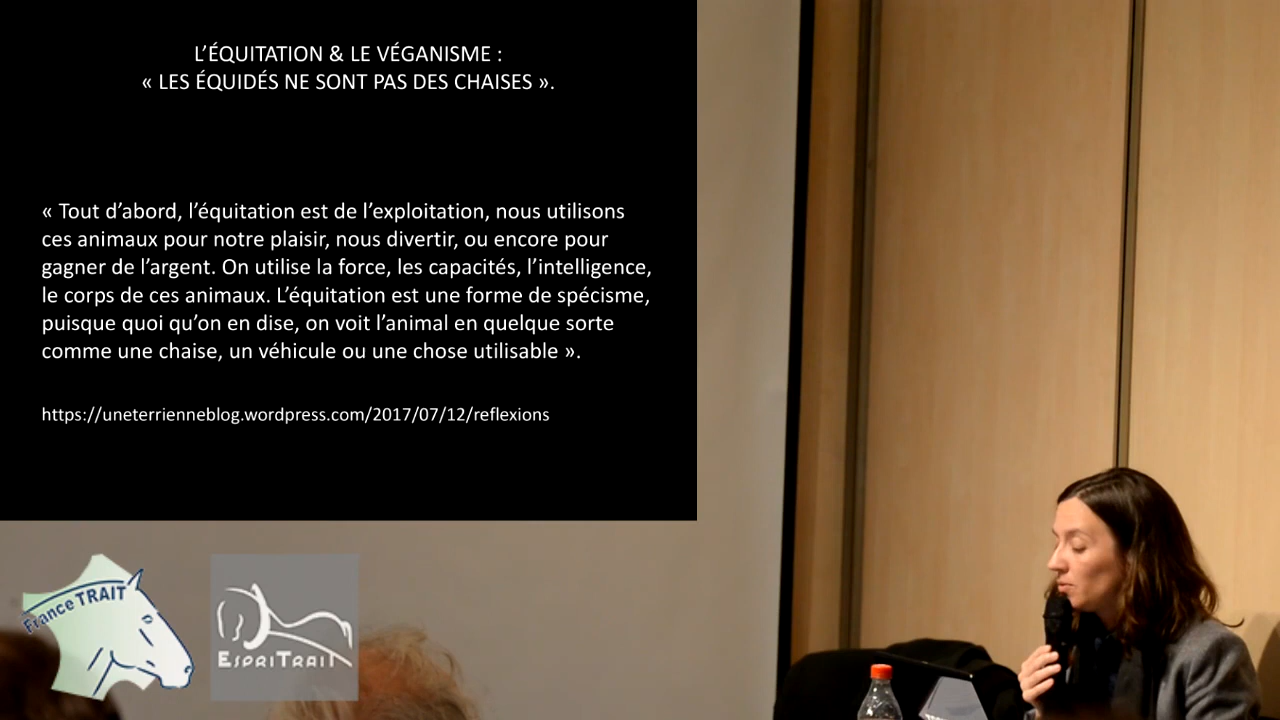 L’ÉQUITATION & LE VÉGANISME :
« LES ÉQUIDÉS NE SONT PAS DES CHAISES ».
« Tout d’abord, l’équitation est de l’exploitation, nous utilisons
ces animaux pour notre plaisir, nous divertir, ou encore pour
gagner de l’argent. On utilise la force, les capacités, l’intelligence,
le corps de ces animaux. L’équitation est une forme de spécisme,
puisque quoi qu’on en dise, on voit l’animal en quelque sorte
comme une chaise, un véhicule ou une chose utilisable ».
https://uneterrienneblog.wordpress.com/2017/07/12/reflexions
France TRAIT
ESPRITRAIT